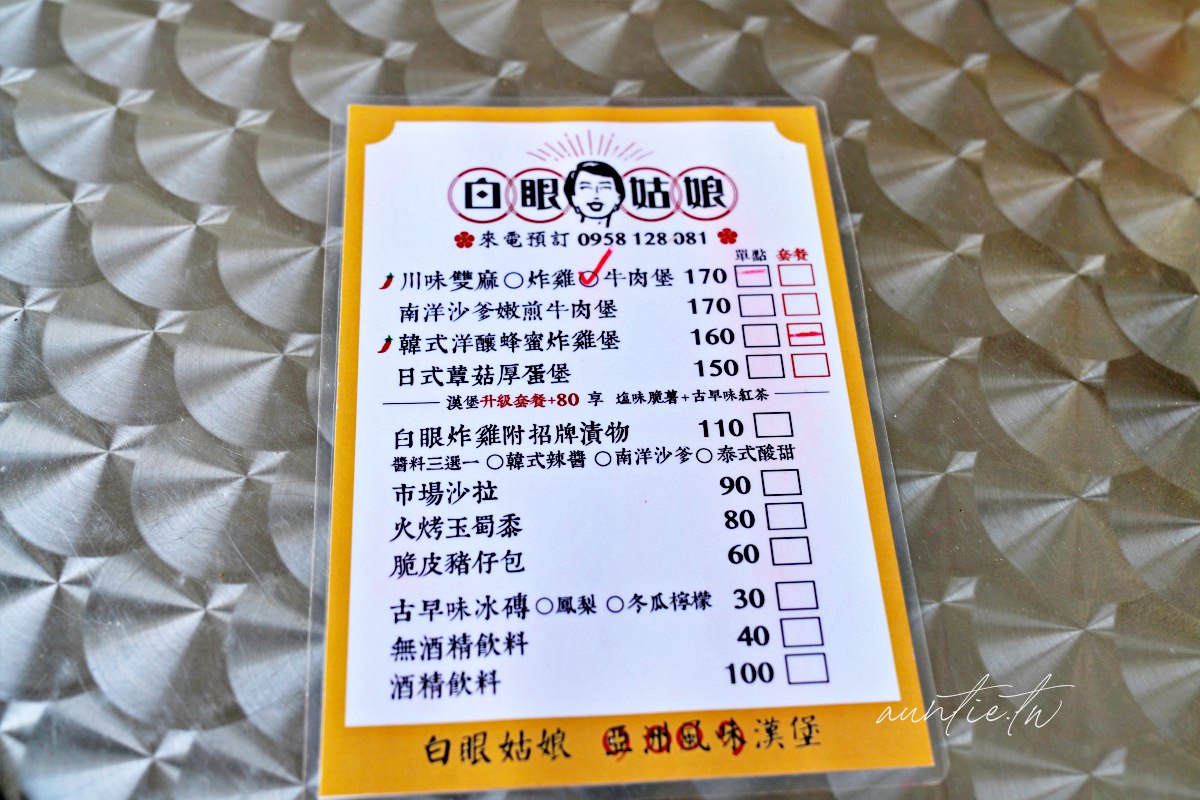 白眼姑娘
來電預訂 0958 128 081
單點 套餐
川味雙麻 ○炸雞 ○牛肉堡 170
南洋沙爹嫩煎牛肉堡 170
韓式洋釀蜂蜜炸雞堡 160
日式蕈菇厚蛋堡 150
漢堡升級套餐+80 享 塩味脆薯+古早味紅茶
白眼炸雞附招牌漬物 110
醬料三選一 ○韓式辣醬 ○南洋沙爹 ○泰式酸甜
市場沙拉 90
火烤玉蜀黍 80
脆皮豬仔包 60
古早味冰磚 ○鳳梨 ○冬瓜檸檬 30
無酒精飲料 40
酒精飲料 100
白眼姑娘 亞洲風味漢堡
auntie.tw